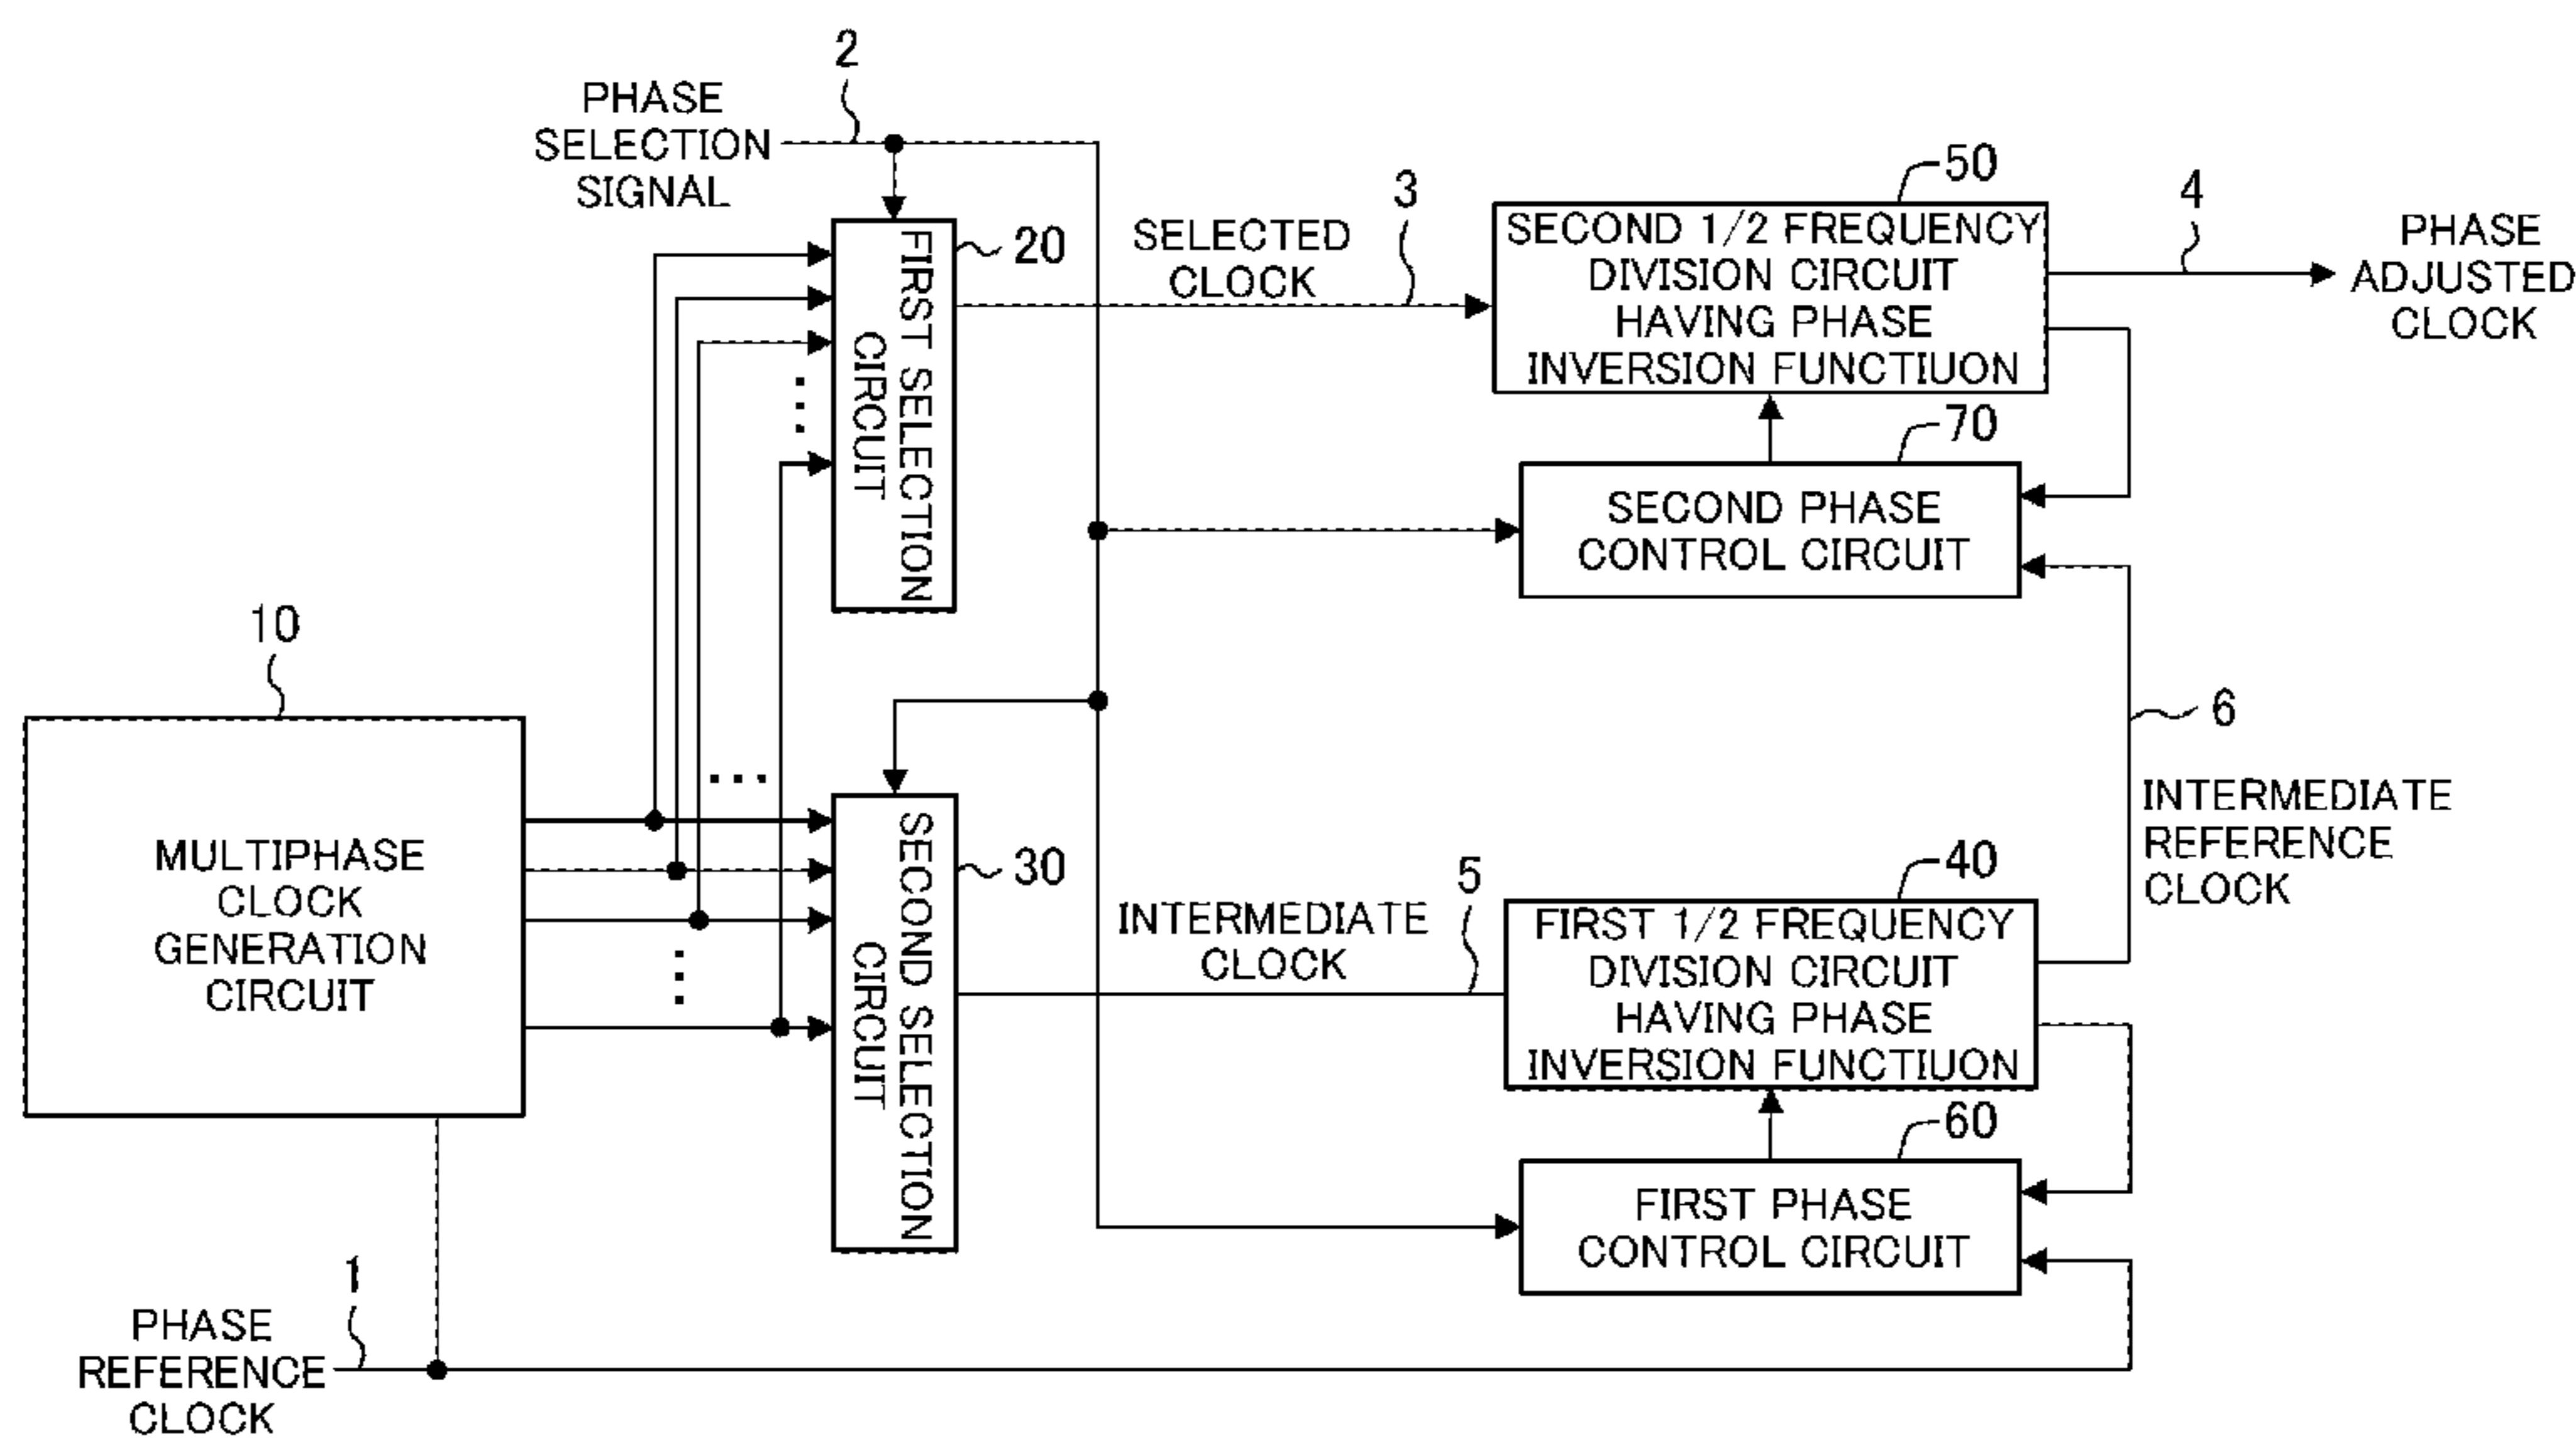 2
PHASE
SELECTION
SIGNAL
FIRST SELECTION
CIRCUIT
20
SELECTED
CLOCK
3
50
SECOND 1/2 FREQUENCY
DIVISION CIRCUIT
HAVING PHASE
INVERSION FUNCTIUON
4
PHASE
ADJUSTED
CLOCK
70
SECOND PHASE
CONTROL CIRCUIT
10
MULTIPHASE
CLOCK
GENERATION
CIRCUIT
SECOND SELECTION
CIRCUIT
30
INTERMEDIATE
CLOCK
5
40
FIRST 1/2 FREQUENCY
DIVISION CIRCUIT
HAVING PHASE
INVERSION FUNCTIUON
6
INTERMEDIATE
REFERENCE
CLOCK
60
FIRST PHASE
CONTROL CIRCUIT
1
PHASE
REFERENCE
CLOCK